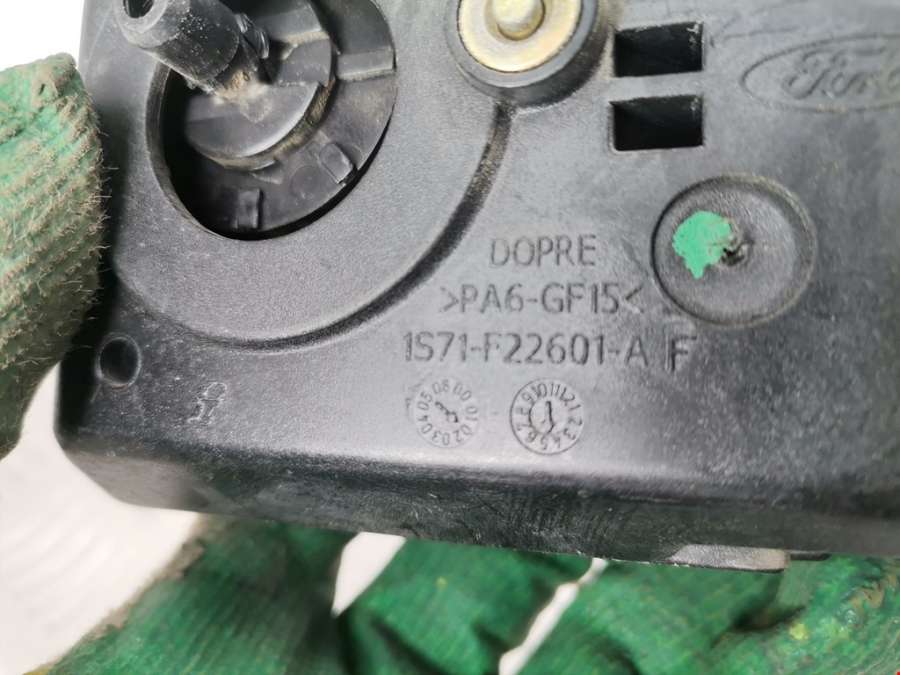 Ford
DOPRE
>PA6-GF15<
1S71-F22601-A F